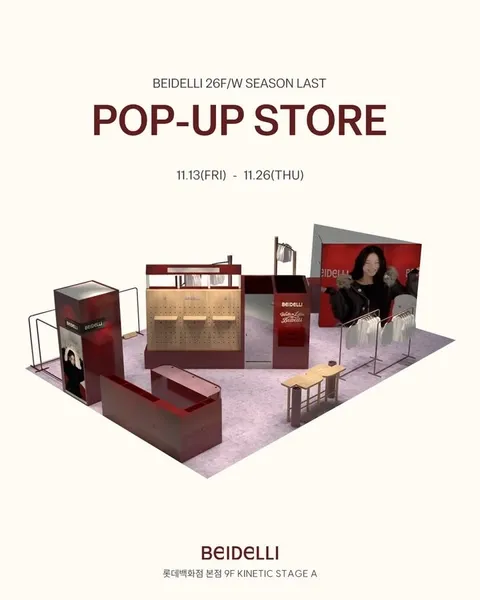 BEIDELLI 26F/W SEASON LAST
POP-UP STORE
11.13(FRI) - 11.26(THU)
BEIDELLI
BEIDELLI
BEIDELLI
BEIDELLI
롯데백화점 본점 9F KINETIC STAGE A